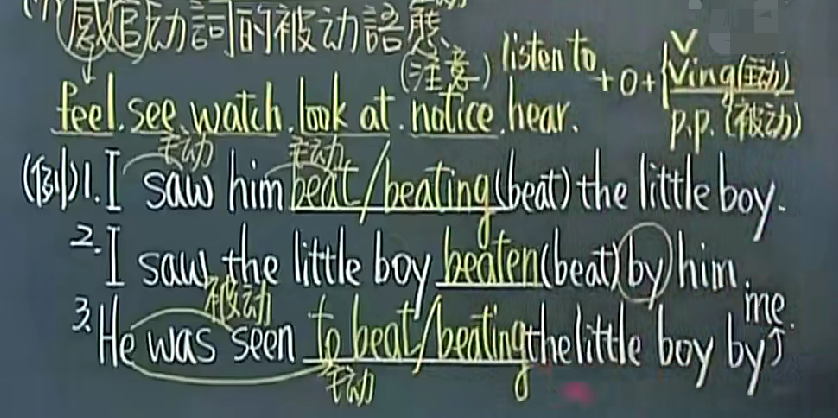 感官动詞的被动語態
(注意) listen to + O + { V
Ving(主动)
feel. see. watch. look at. notice. hear.
p.p. (被动)
主动 主动
(例)1. I saw him beat/beating(beat) the little boy.
2. I saw the little boy beaten(beat) by him.
被动
me.
3. He was seen to beat/beating the little boy by↑
主动